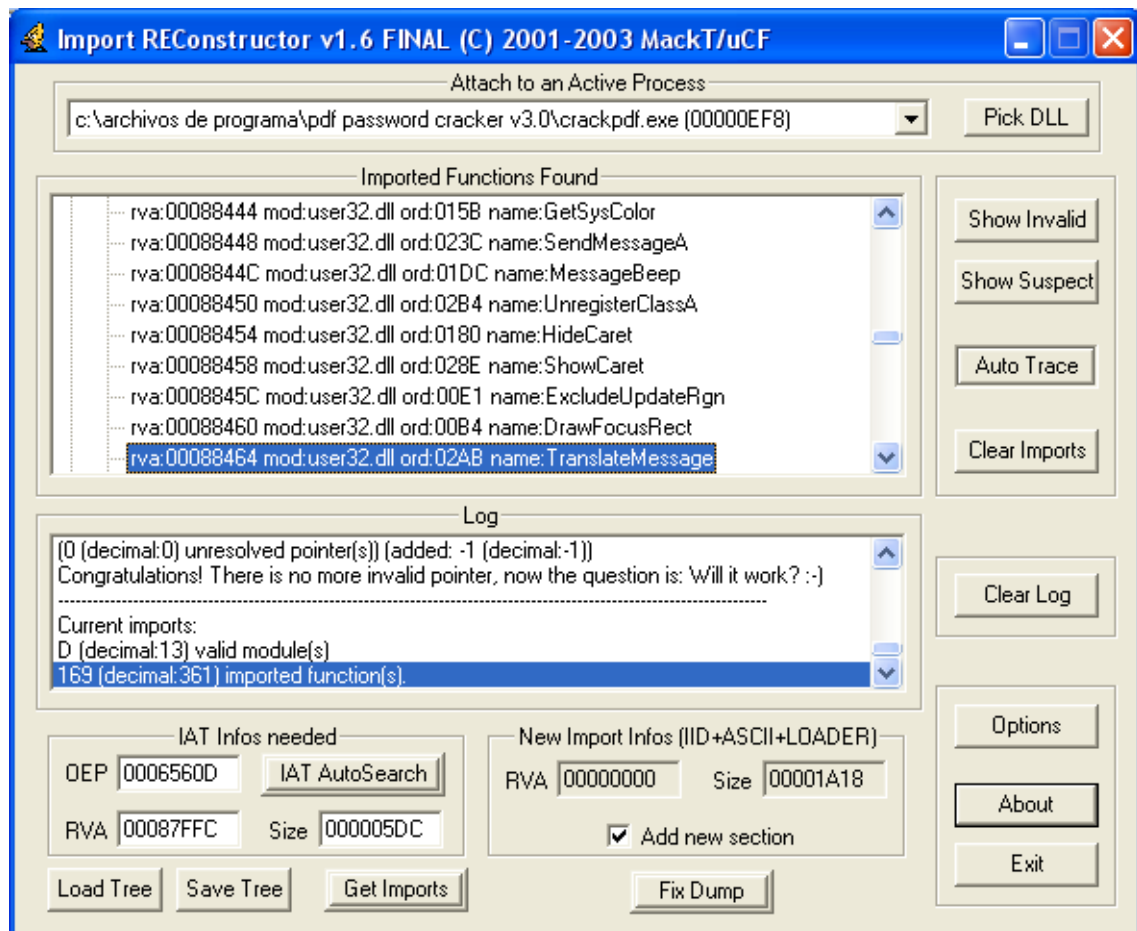 Import REConstructor v1.6 FINAL (C) 2001-2003 MackT/uCF
Attach to an Active Process
c:\archivos de programa\pdf password cracker v3.0\crackpdf.exe (00000EF8)
Pick DLL
Imported Functions Found
rva:00088444 mod:user32.dll ord:015B name:GetSysColor
rva:00088448 mod:user32.dll ord:023C name:SendMessageA
rva:0008844C mod:user32.dll ord:01DC name:MessageBeep
rva:00088450 mod:user32.dll ord:02B4 name:UnregisterClassA
rva:00088454 mod:user32.dll ord:0180 name:HideCaret
rva:00088458 mod:user32.dll ord:028E name:ShowCaret
rva:0008845C mod:user32.dll ord:00E1 name:ExcludeUpdateRgn
rva:00088460 mod:user32.dll ord:00B4 name:DrawFocusRect
rva:00088464 mod:user32.dll ord:02AB name:TranslateMessage
Show Invalid
Show Suspect
Auto Trace
Clear Imports
Log
(0 (decimal:0) unresolved pointer(s)) (added: -1 (decimal:-1))
Congratulations! There is no more invalid pointer, now the question is: Will it work? :-)
---------------------------------------------------------------
Current imports:
D (decimal:13) valid module(s)
169 (decimal:361) imported function(s).
Clear Log
IAT Infos needed
OEP 0006560D IAT AutoSearch
RVA 00087FFC Size 000005DC
New Import Infos (IID+ASCII+LOADER)
RVA 00000000 Size 00001A18
Add new section
Options
About
Exit
Load Tree Save Tree Get Imports Fix Dump